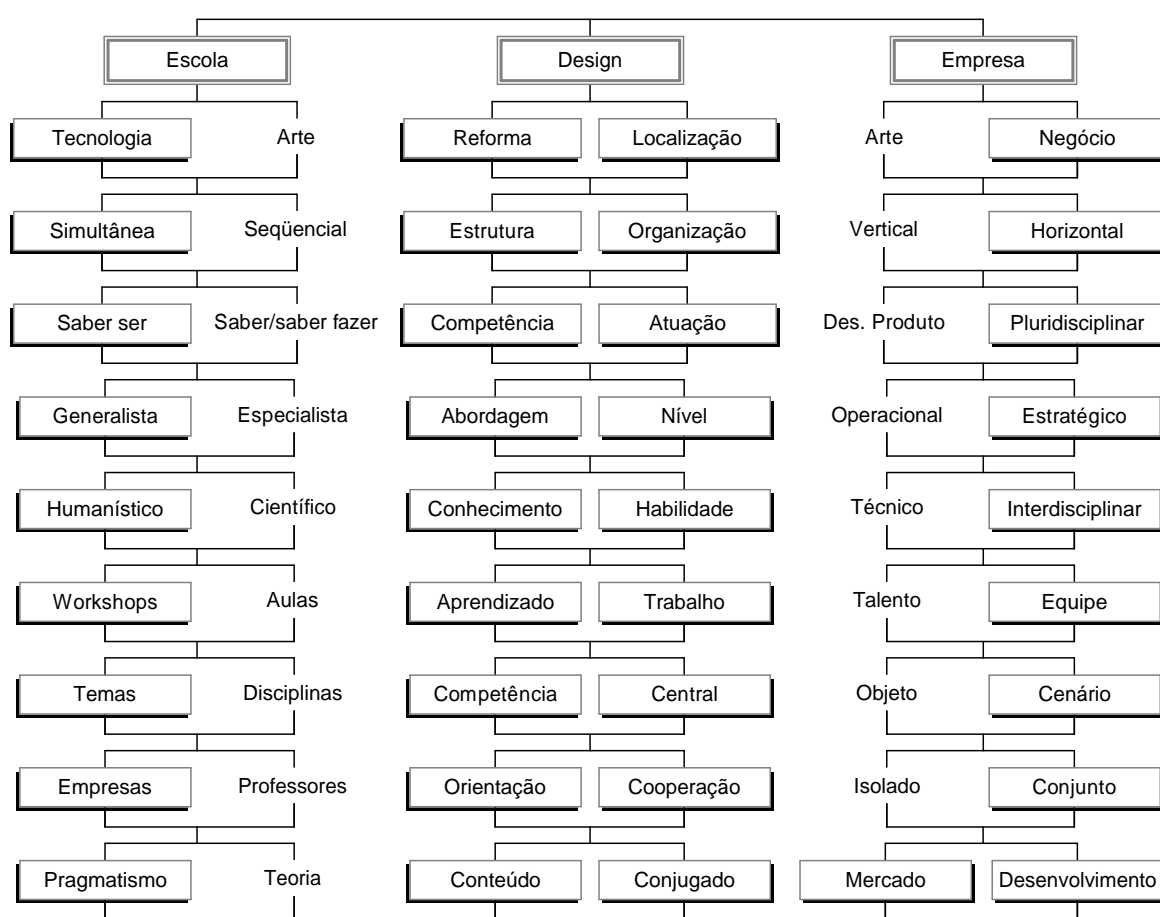 Escola Design Empresa
Tecnologia Arte Reforma Localização Arte Negócio
Simultânea Seqüencial Estrutura Organização Vertical Horizontal
Saber ser Saber/saber fazer Competência Atuação Des. Produto Pluridisciplinar
Generalista Especialista Abordagem Nível Operacional Estratégico
Humanístico Científico Conhecimento Habilidade Técnico Interdisciplinar
Workshops Aulas Aprendizado Trabalho Talento Equipe
Temas Disciplinas Competência Central Objeto Cenário
Empresas Professores Orientação Cooperação Isolado Conjunto
Pragmatismo Teoria Conteúdo Conjugado Mercado Desenvolvimento